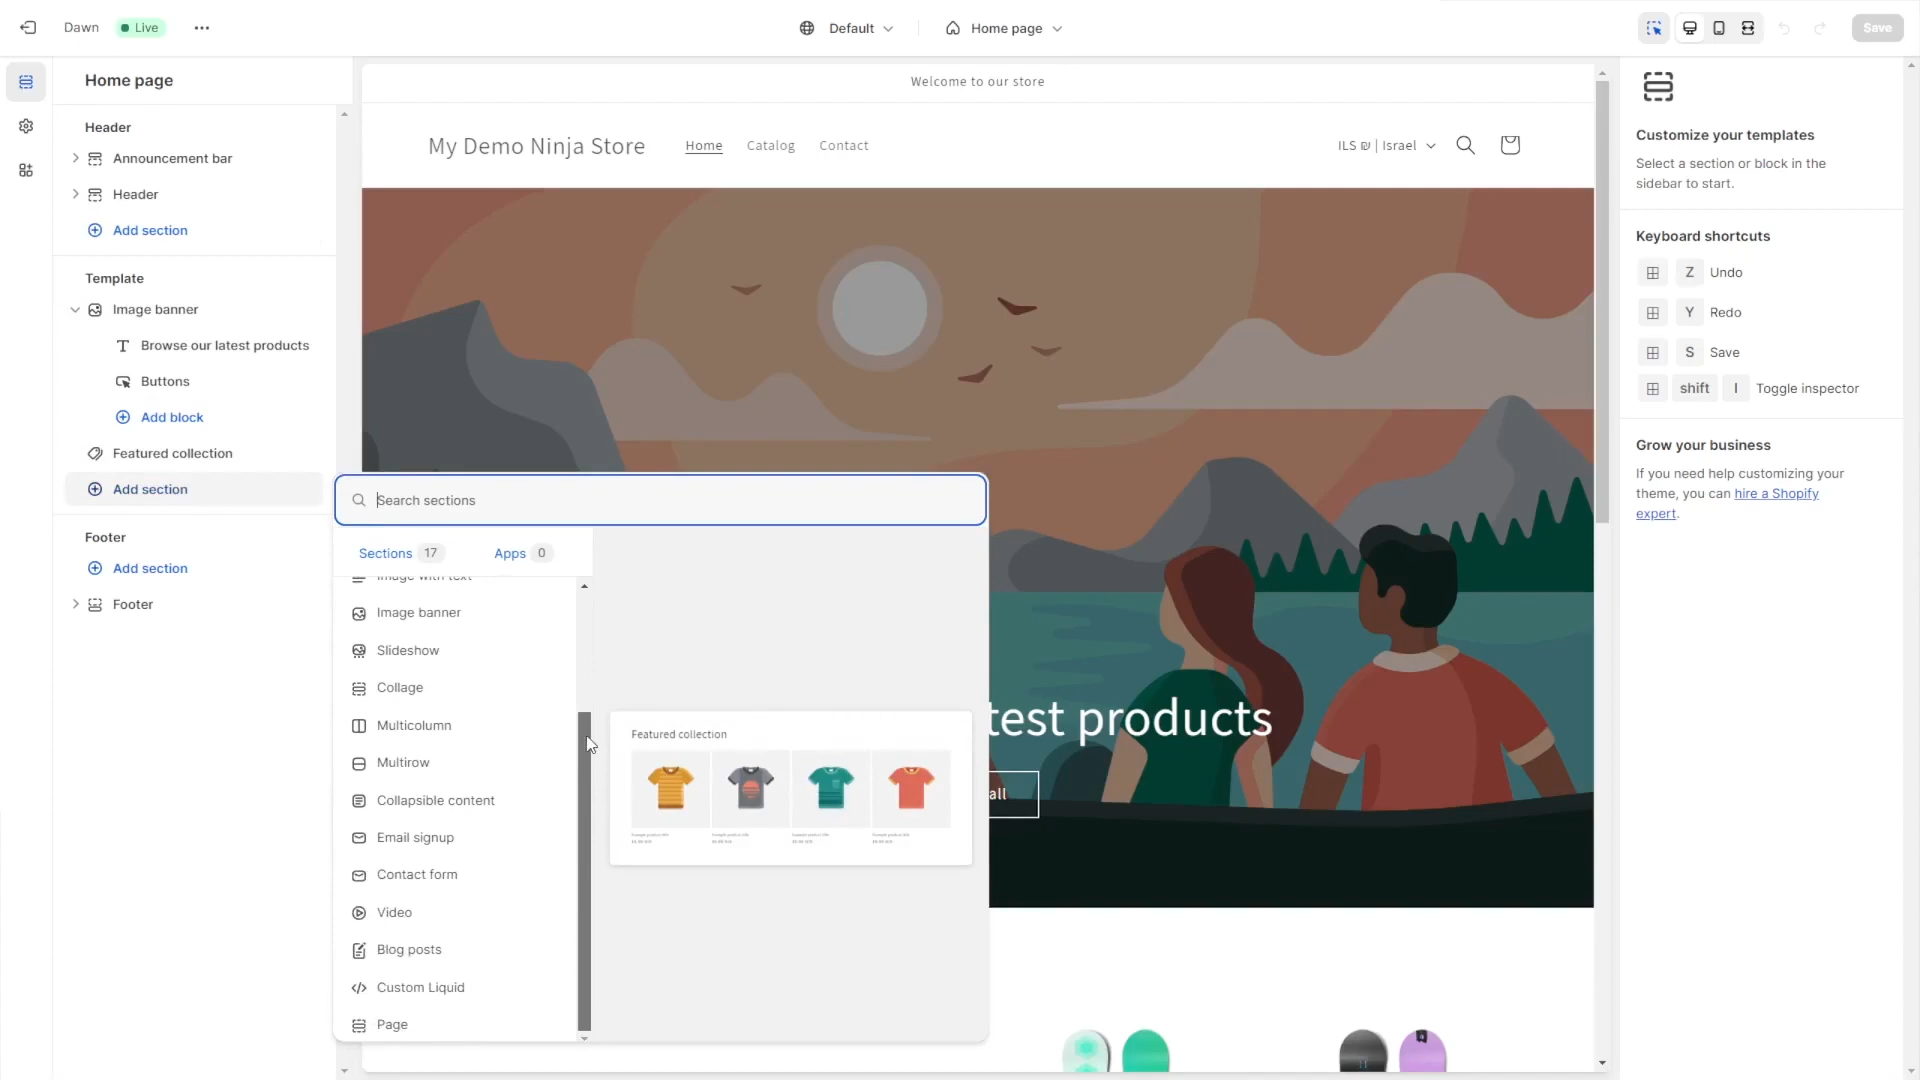 Dawn
Live
Default
Home page
Save
Home page
Header
Announcement bar
Header
Add section
Template
Image banner
Browse our latest products
Buttons
Add block
Featured collection
Add section
Footer
Add section
Footer
Search sections
Sections 17
Apps 0
Image with text
Image banner
Slideshow
Collage
Multicolumn
Multirow
Collapsible content
Email signup
Contact form
Video
Blog posts
Custom Liquid
Page
Featured collection
Welcome to our store
My Demo Ninja Store
Home
Catalog
Contact
ILS ₪ | Israel
test products
all
Customize your templates
Select a section or block in the
sidebar to start.
Keyboard shortcuts
Z Undo
Y Redo
S Save
shift I Toggle inspector
Grow your business
If you need help customizing your
theme, you can hire a Shopify
expert.